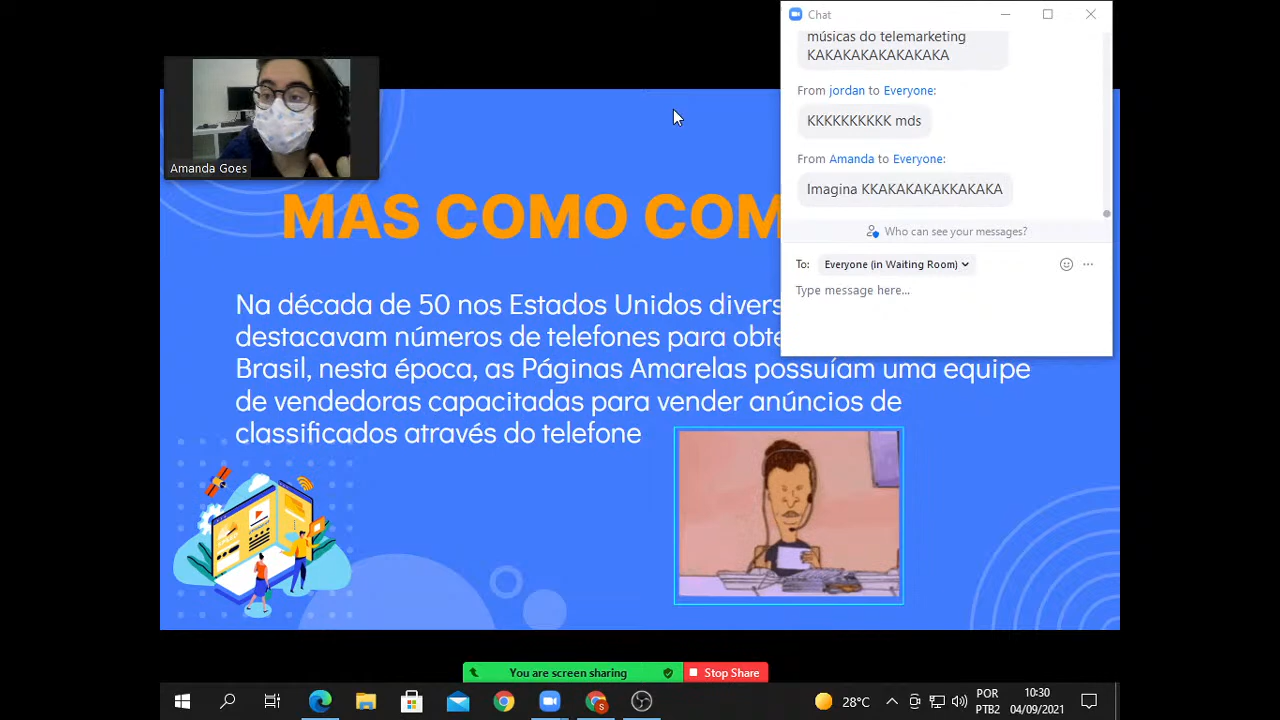 Chat
músicas do telemarketing
KAKAKAKAKAKAKAKA
From jordan to Everyone:
KKKKKKKKKK mds
From Amanda to Everyone:
Imagina KKAKAKAKAKKAKAKA
Who can see your messages?
To: Everyone (in Waiting Room)
Type message here...
Amanda Goes
MAS COMO COM
Na década de 50 nos Estados Unidos divers
destacavam números de telefones para obte
Brasil, nesta época, as Páginas Amarelas possuíam uma equipe
de vendedoras capacitadas para vender anúncios de
classificados através do telefone
You are screen sharing
Stop Share
28°C
POR
PTB2
10:30
04/09/2021